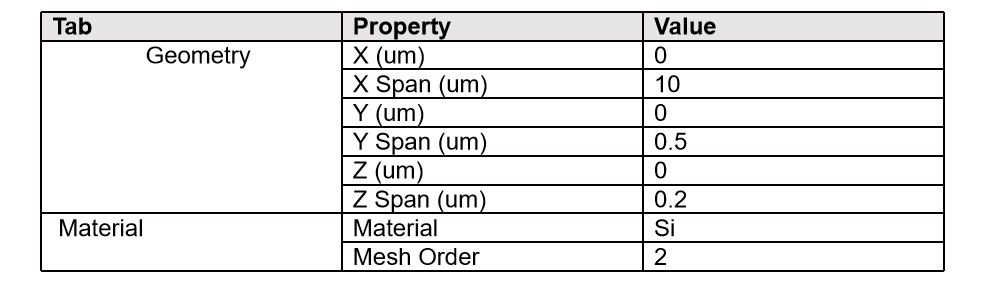 Tab Property Value
Geometry X (um) 0
X Span (um) 10
Y (um) 0
Y Span (um) 0.5
Z (um) 0
Z Span (um) 0.2
Material Material Si
Mesh Order 2